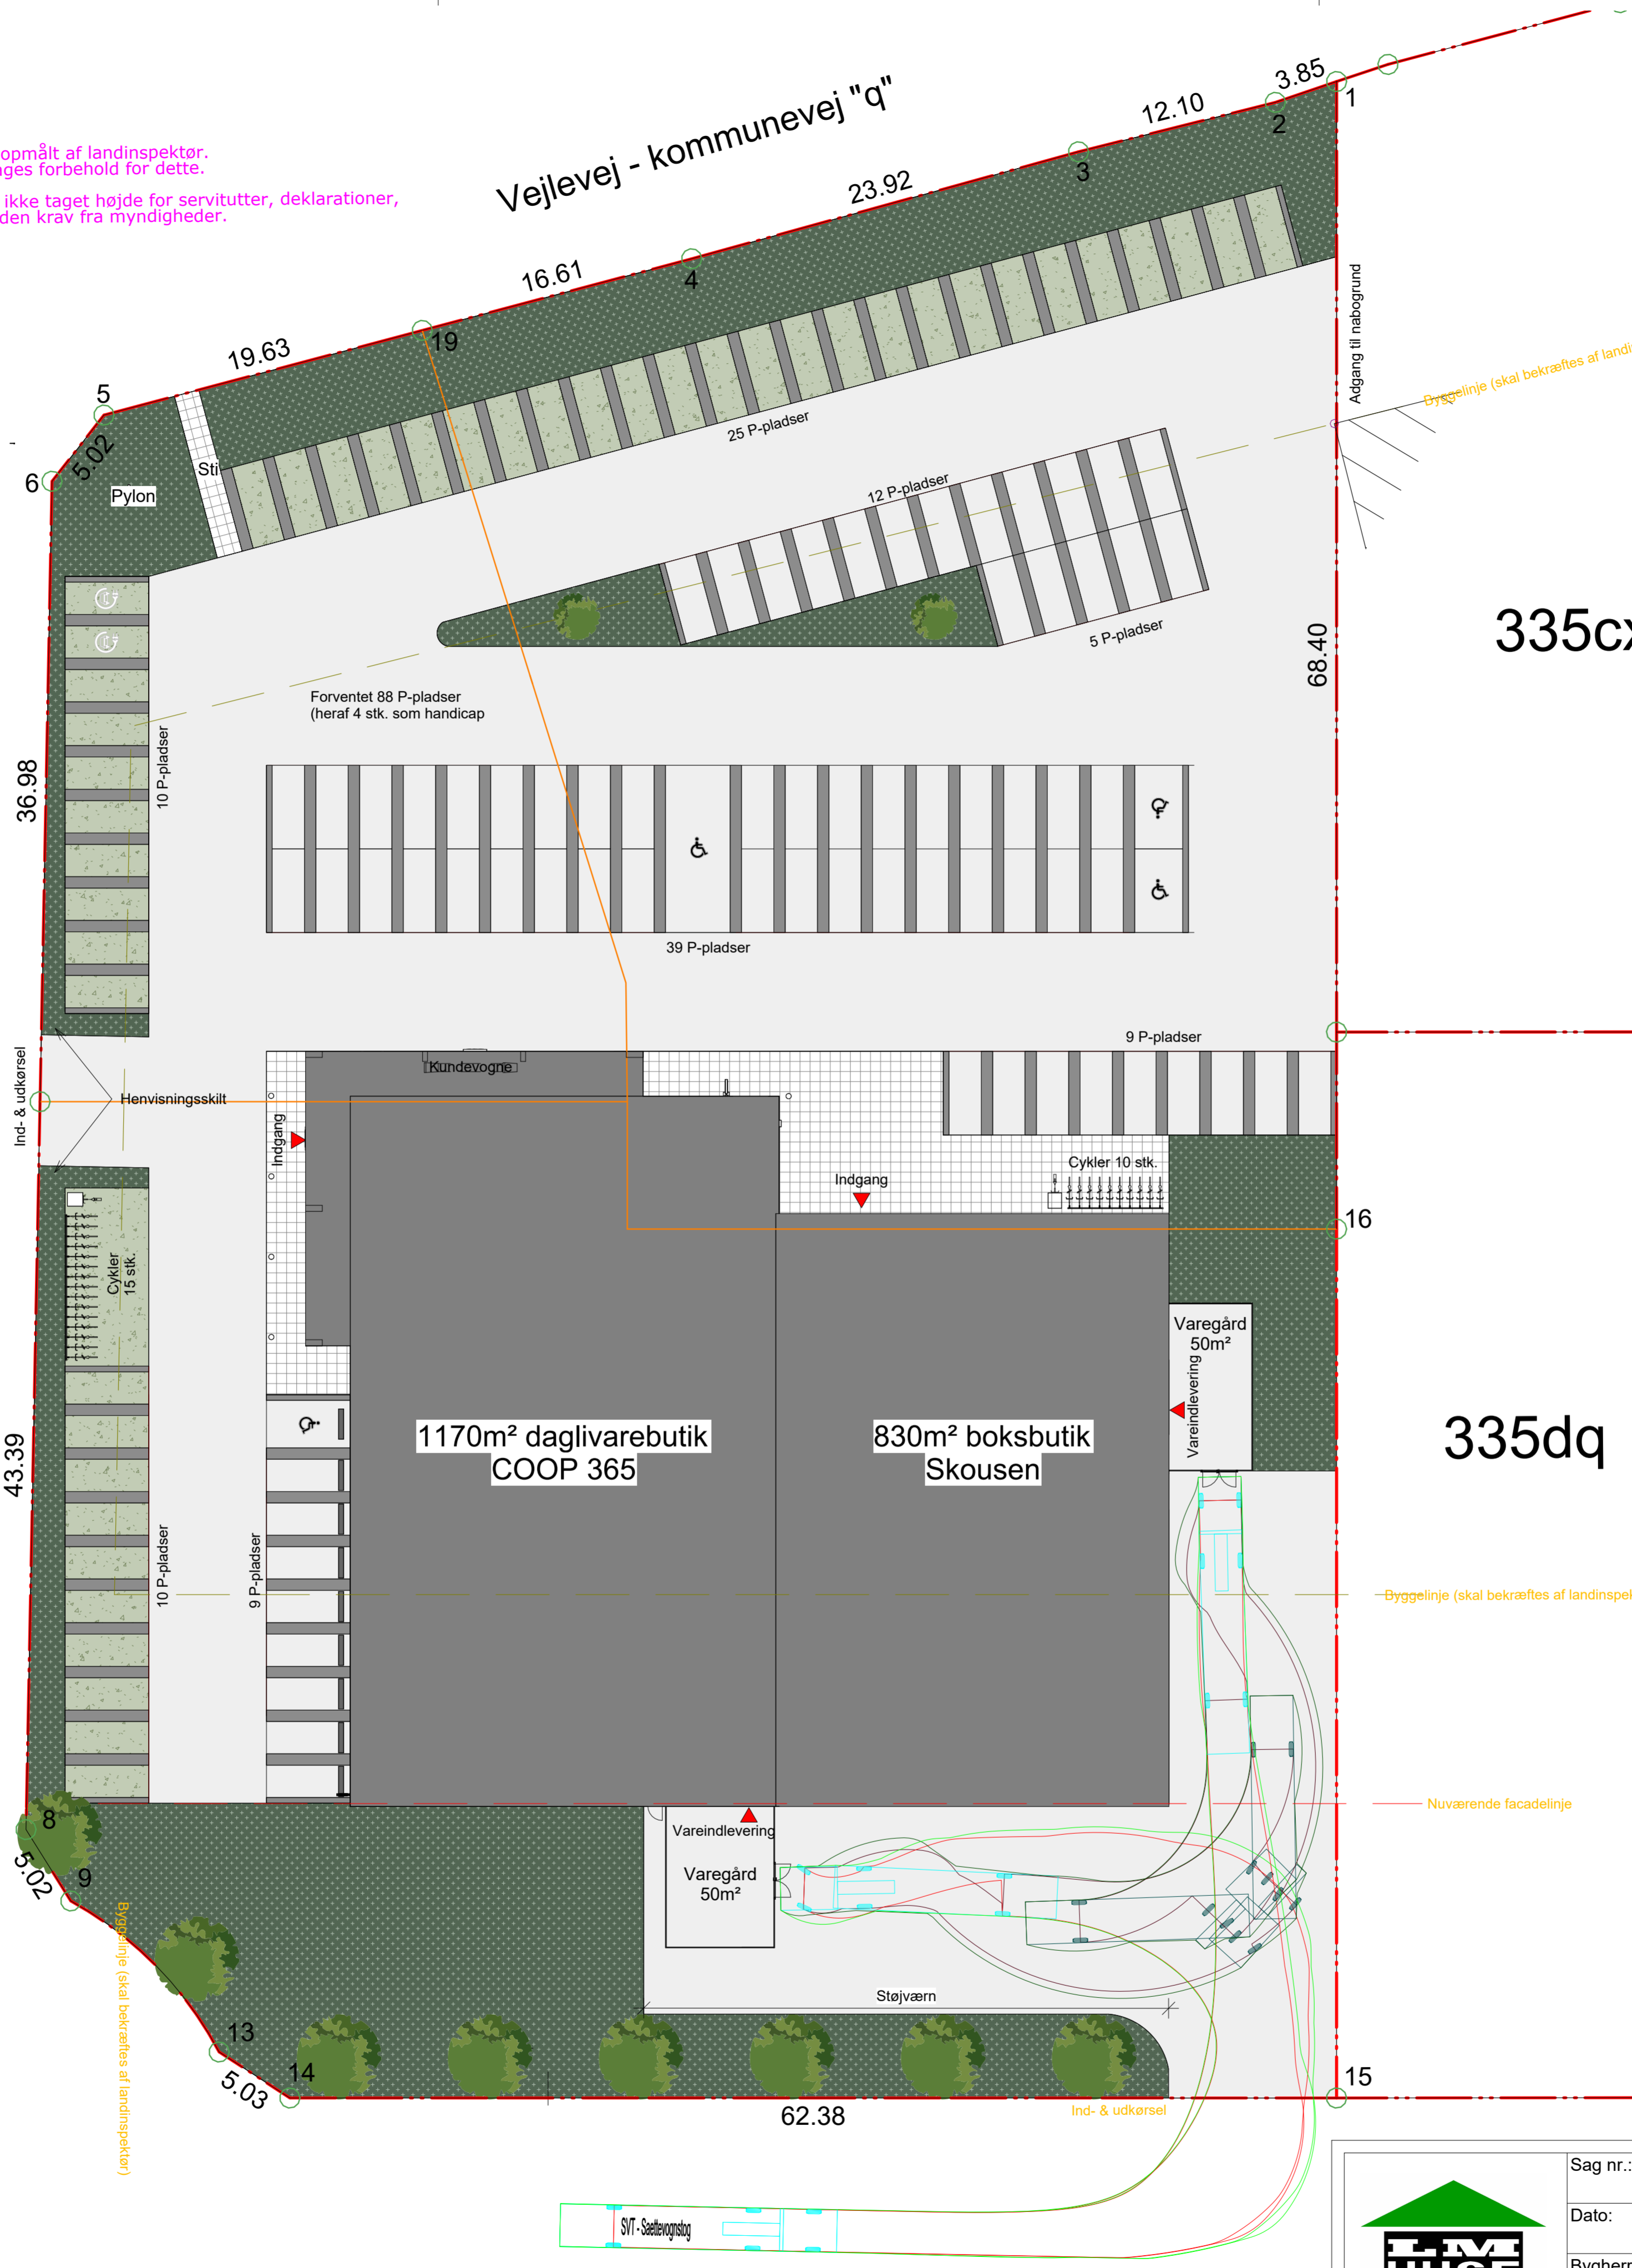 opmålt af landinspektør.
ges forbehold for dette.
ikke taget højde for servitutter, deklarationer,
den krav fra myndigheder.
Vejlevej - kommunevej "q"
3.85
1
12.10
2
3
23.92
16.61
4
19.63
19
5
5.02
6
Sti
Pylon
25 P-pladser
Adgang til nabogrund
Byggelinje (skal bekræftes af landi
12 P-pladser
5 P-pladser
68.40
335cx
Forventet 88 P-pladser
(heraf 4 stk. som handicap
10 P-pladser
36.98
39 P-pladser
9 P-pladser
Kundevogne
Ind- & udkørsel
Henvisningsskilt
Indgang
Indgang
Cykler 10 stk.
16
Cykler
15 stk.
Varegård
50m²
Vareindlevering
1170m² daglivarebutik
COOP 365
830m² boksbutik
Skousen
335dq
43.39
10 P-pladser
9 P-pladser
Byggelinje (skal bekræftes af landinspek
Nuværende facadelinje
8
5.02
9
Vareindlevering
Varegård
50m²
Byggelinje (skal bekræftes af landinspektør)
Støjværn
13
14
5.03
15
62.38
Ind- & udkørsel
SVT - Sættevognstog
Sag nr.:
Dato:
LM
HUSE
Bygherr